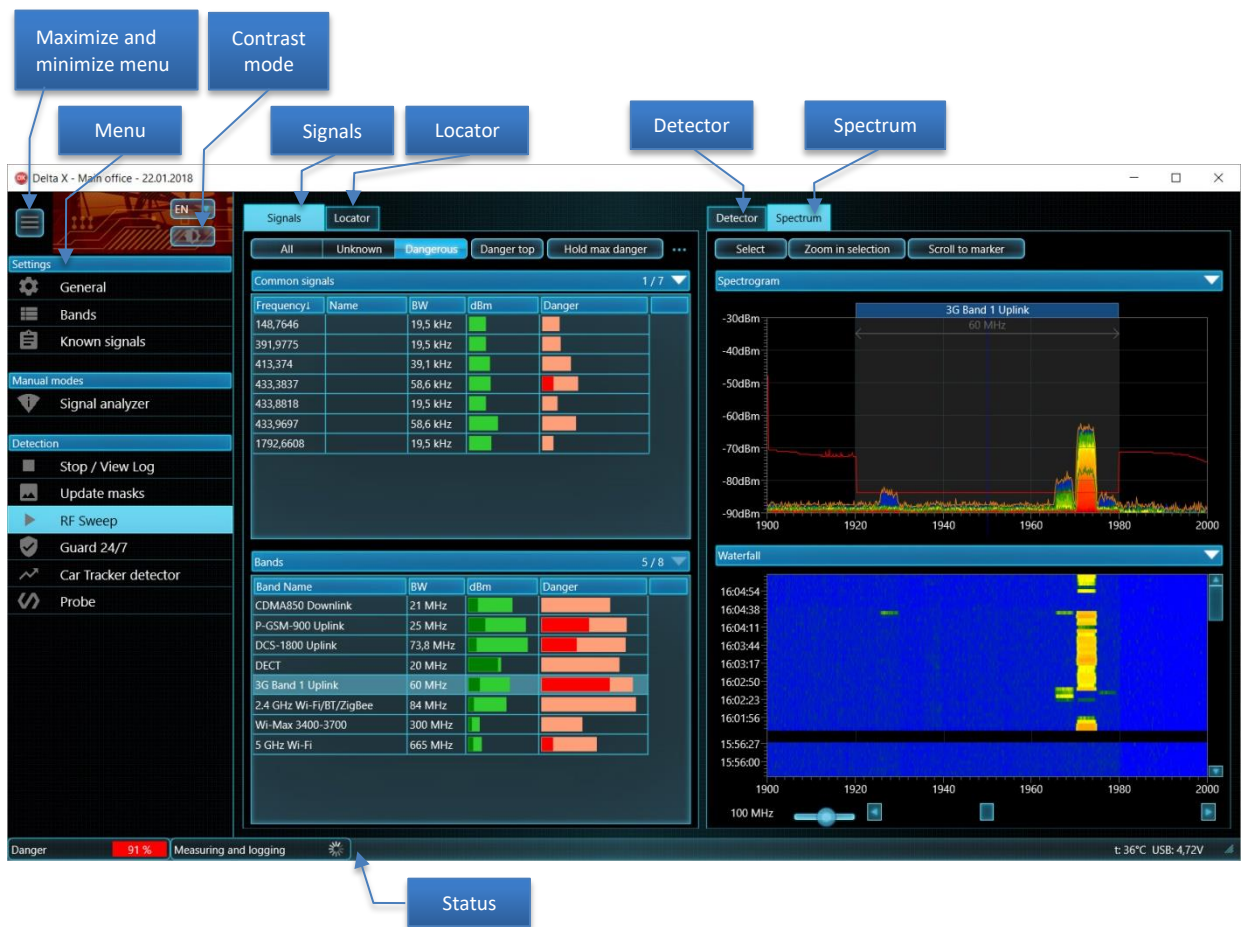 Maximize and
minimize menu
Contrast
mode
Menu
Signals
Locator
Detector
Spectrum
Delta X - Main office - 22.01.2018
EN
Settings
General
Bands
Known signals
Manual modes
Signal analyzer
Detection
Stop / View Log
Update masks
RF Sweep
Guard 24/7
Car Tracker detector
Probe
Signals Locator
All Unknown Dangerous Danger top Hold max danger ...
Common signals 1 / 7
Frequency↓ Name BW dBm Danger
148,7646 19,5 kHz
391,9775 19,5 kHz
413,374 39,1 kHz
433,3837 58,6 kHz
433,8818 19,5 kHz
433,9697 58,6 kHz
1792,6608 19,5 kHz
Bands 5 / 8
Band Name BW dBm Danger
CDMA850 Downlink 21 MHz
P-GSM-900 Uplink 25 MHz
DCS-1800 Uplink 73,8 MHz
DECT 20 MHz
3G Band 1 Uplink 60 MHz
2.4 GHz Wi-Fi/BT/ZigBee 84 MHz
Wi-Max 3400-3700 300 MHz
5 GHz Wi-Fi 665 MHz
Detector Spectrum
Select Zoom in selection Scroll to marker
Spectrogram
3G Band 1 Uplink
60 MHz
-30dBm
-40dBm
-50dBm
-60dBm
-70dBm
-80dBm
-90dBm
1900 1920 1940 1960 1980 2000
Waterfall
16:04:54
16:04:38
16:04:11
16:03:44
16:03:17
16:02:50
16:02:23
16:01:56
15:56:27
15:56:00
1900 1920 1940 1960 1980 2000
100 MHz
Danger 91 % Measuring and logging
t: 36°C USB: 4,72V
Status